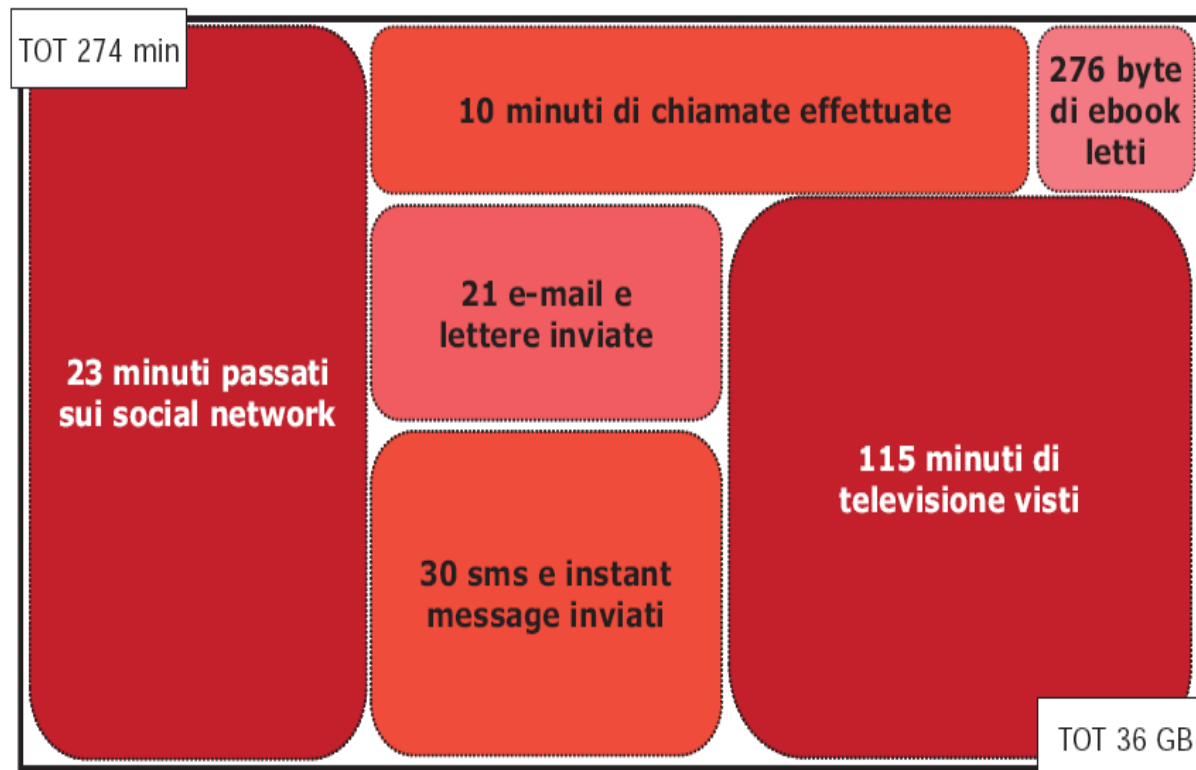 TOT 274 min
10 minuti di chiamate effettuate
276 byte
di ebook
letti
21 e-mail e
lettere inviate
23 minuti passati
sui social network
115 minuti di
televisione visti
30 sms e instant
message inviati
TOT 36 GB